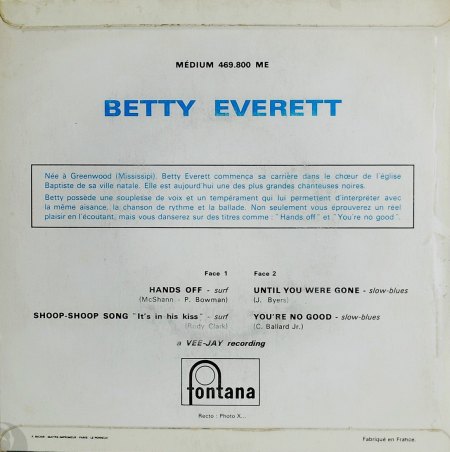 MÉDIUM 469.800 ME
BETTY EVERETT
Née à Greenwood (Mississipi), Betty Everett commença sa carrière dans le chœur de l'église
Baptiste de sa ville natale. Elle est aujourd'hui une des plus grandes chanteuses noires.
Betty possède une souplesse de voix et un tempérament qui lui permettent d'interpréter avec
la même aisance, la chanson de rythme et la ballade. Non seulement vous éprouverez un réel
plaisir en l'écoutant, mais vous danserez sur des titres comme : "Hands off" et "You're no good".
Face 1
HANDS OFF - surf
(McShann - P. Bowman)
SHOOP-SHOOP SONG "It's in his kiss" - surf
(Rudy Clark)
Face 2
UNTIL YOU WERE GONE - slow-blues
(J. Byers)
YOU'RE NO GOOD - slow-blues
(C. Ballard Jr.)
a VEE-JAY recording
fontana
Recto : Photo X...
Fabriqué en France.